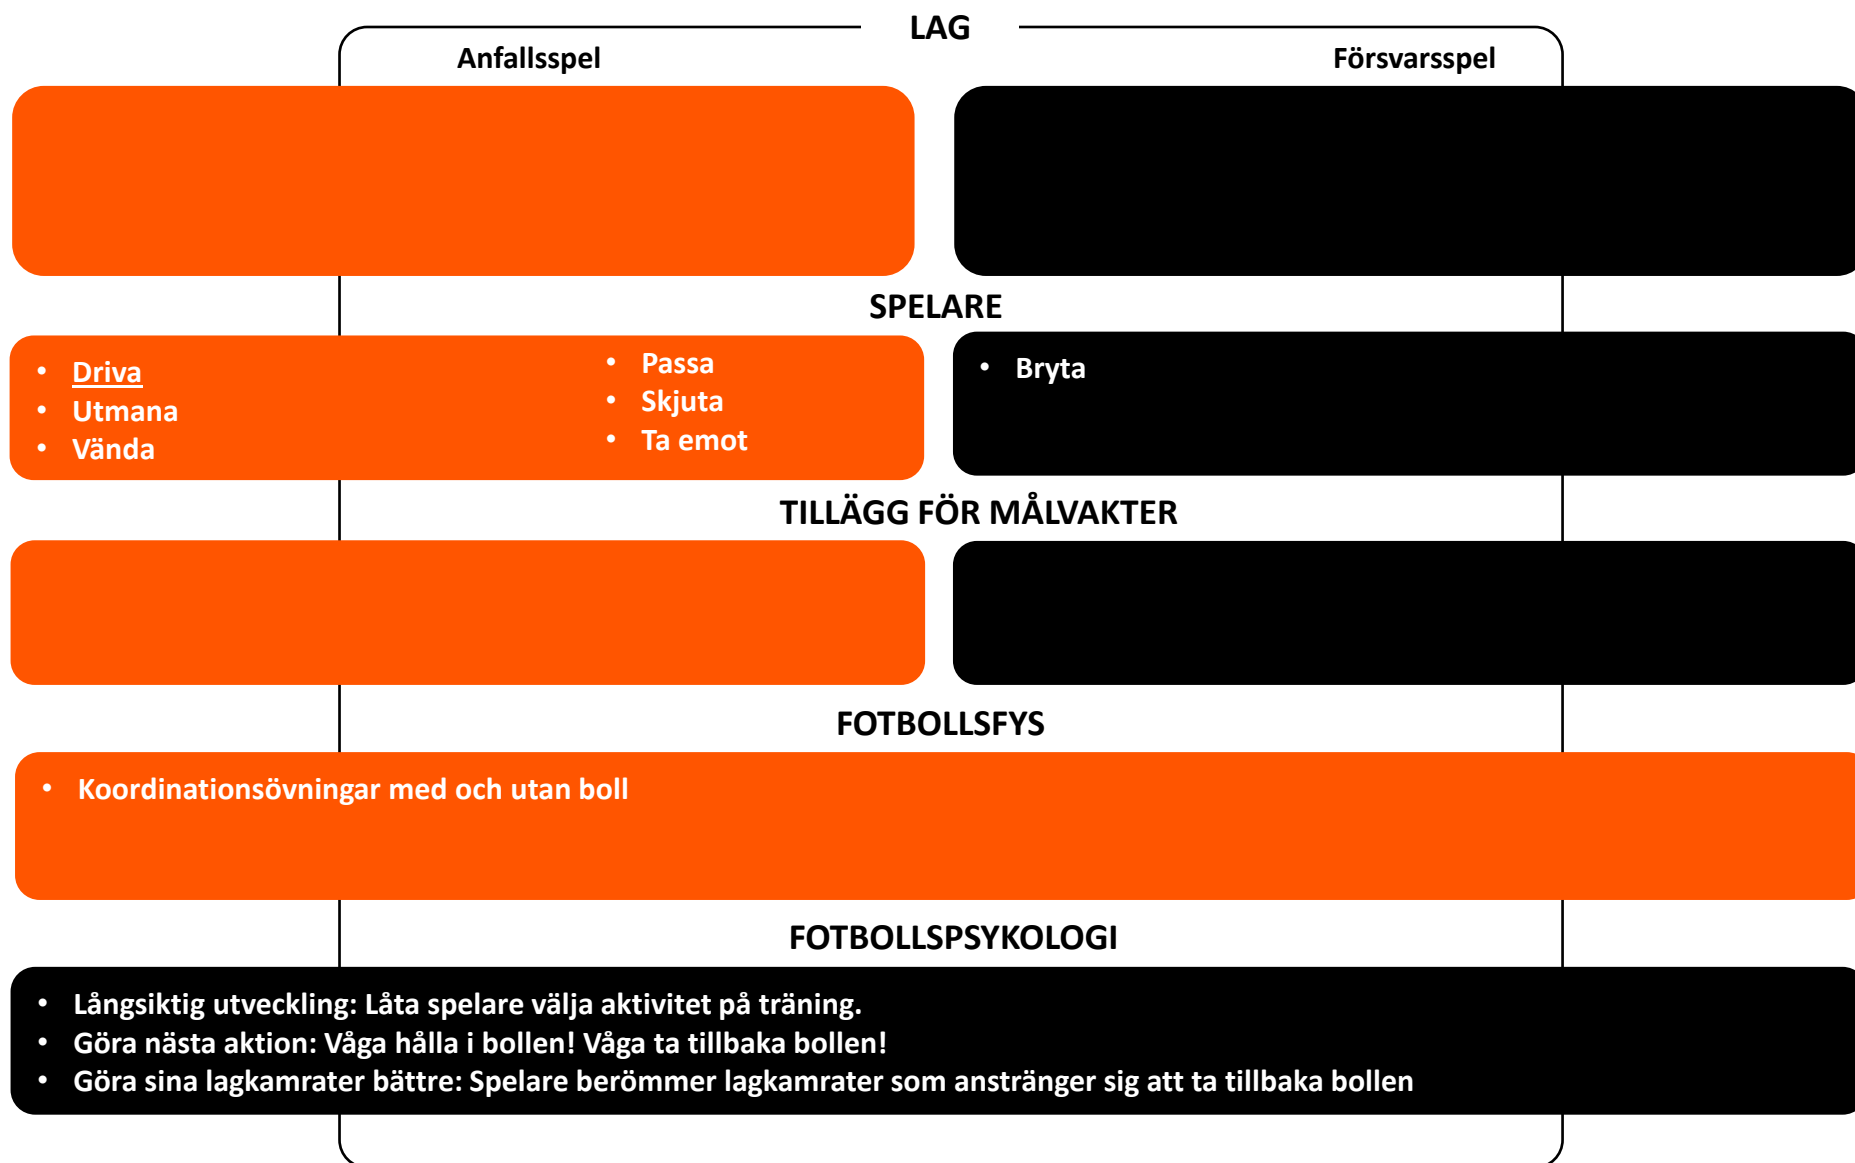 LAG
Anfallsspel
Försvarsspel
SPELARE
• Driva
• Utmana
• Vända
• Passa
• Skjuta
• Ta emot
• Bryta
TILLÄGG FÖR MÅLVAKTER
FOTBOLLSFYS
• Koordinationsövningar med och utan boll
FOTBOLLSPSYKOLOGI
• Långsiktig utveckling: Låta spelare välja aktivitet på träning.
• Göra nästa aktion: Våga hålla i bollen! Våga ta tillbaka bollen!
• Göra sina lagkamrater bättre: Spelare berömmer lagkamrater som anstränger sig att ta tillbaka bollen